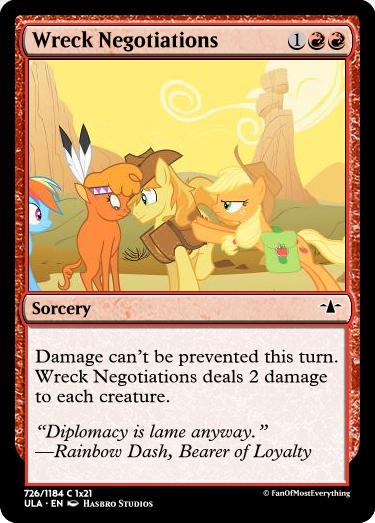 Wreck Negotiations 1
Sorcery
Damage can't be prevented this turn.
Wreck Negotiations deals 2 damage
to each creature.
“Diplomacy is lame anyway.”
—Rainbow Dash, Bearer of Loyalty
726/1184 C 1x21
ULA • EN Hasbro Studios
© FanOfMostEverything